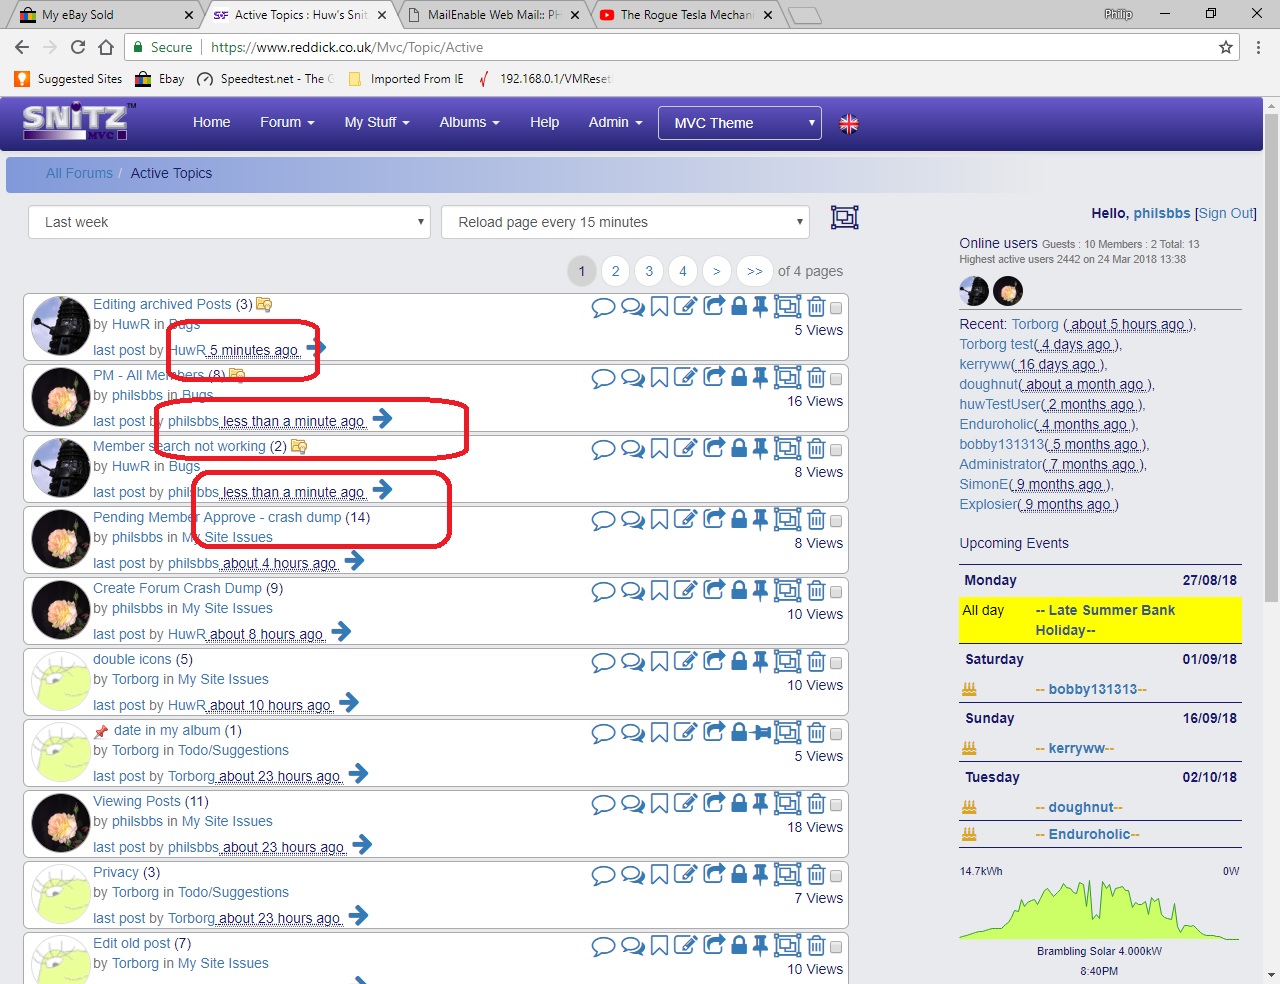 My eBay Sold
Active Topics : Huw's Snit
MailEnable Web Mail:: PH
The Rogue Tesla Mechani
Philip
Secure
https://www.reddick.co.uk/Mvc/Topic/Active
Suggested Sites
Ebay
Speedtest.net - The G
Imported From IE
192.168.0.1/VMReset
SNiTZ™
MVC
Home
Forum
My Stuff
Albums
Help
Admin
MVC Theme
All Forums / Active Topics
Last week
Reload page every 15 minutes
1 2 3 4 > >> of 4 pages
Editing archived Posts (3)
by HuwR in Bugs
5 Views
last post by HuwR 5 minutes ago
PM - All Members (8)
by philsbbs in Bugs
16 Views
last post by philsbbs less than a minute ago
Member search not working (2)
by HuwR in Bugs
8 Views
last post by philsbbs less than a minute ago
Pending Member Approve - crash dump (14)
by philsbbs in My Site Issues
8 Views
last post by philsbbs about 4 hours ago
Create Forum Crash Dump (9)
by philsbbs in My Site Issues
10 Views
last post by HuwR about 8 hours ago
double icons (5)
by Torborg in My Site Issues
10 Views
last post by HuwR about 10 hours ago
date in my album (1)
by Torborg in Todo/Suggestions
5 Views
last post by Torborg about 23 hours ago
Viewing Posts (11)
by philsbbs in My Site Issues
18 Views
last post by philsbbs about 23 hours ago
Privacy (3)
by Torborg in Todo/Suggestions
7 Views
last post by Torborg about 23 hours ago
Edit old post (7)
by Torborg in My Site Issues
10 Views
Hello, philsbbs [Sign Out]
Online users Guests : 10 Members : 2 Total: 13
Highest active users 2442 on 24 Mar 2018 13:38
Recent: Torborg ( about 5 hours ago ),
Torborg test( 4 days ago ),
kerryww( 16 days ago ),
doughnut( about a month ago ),
huwTestUser( 2 months ago ),
Enduroholic( 4 months ago ),
bobby131313( 5 months ago ),
Administrator( 7 months ago ),
SimonE( 9 months ago ),
Explosier( 9 months ago )
Upcoming Events
Monday 27/08/18
All day -- Late Summer Bank
Holiday--
Saturday 01/09/18
-- bobby131313--
Sunday 16/09/18
-- kerryww--
Tuesday 02/10/18
-- doughnut--
-- Enduroholic--
14.7kWh 0W
Brambling Solar 4.000kW
8:40PM